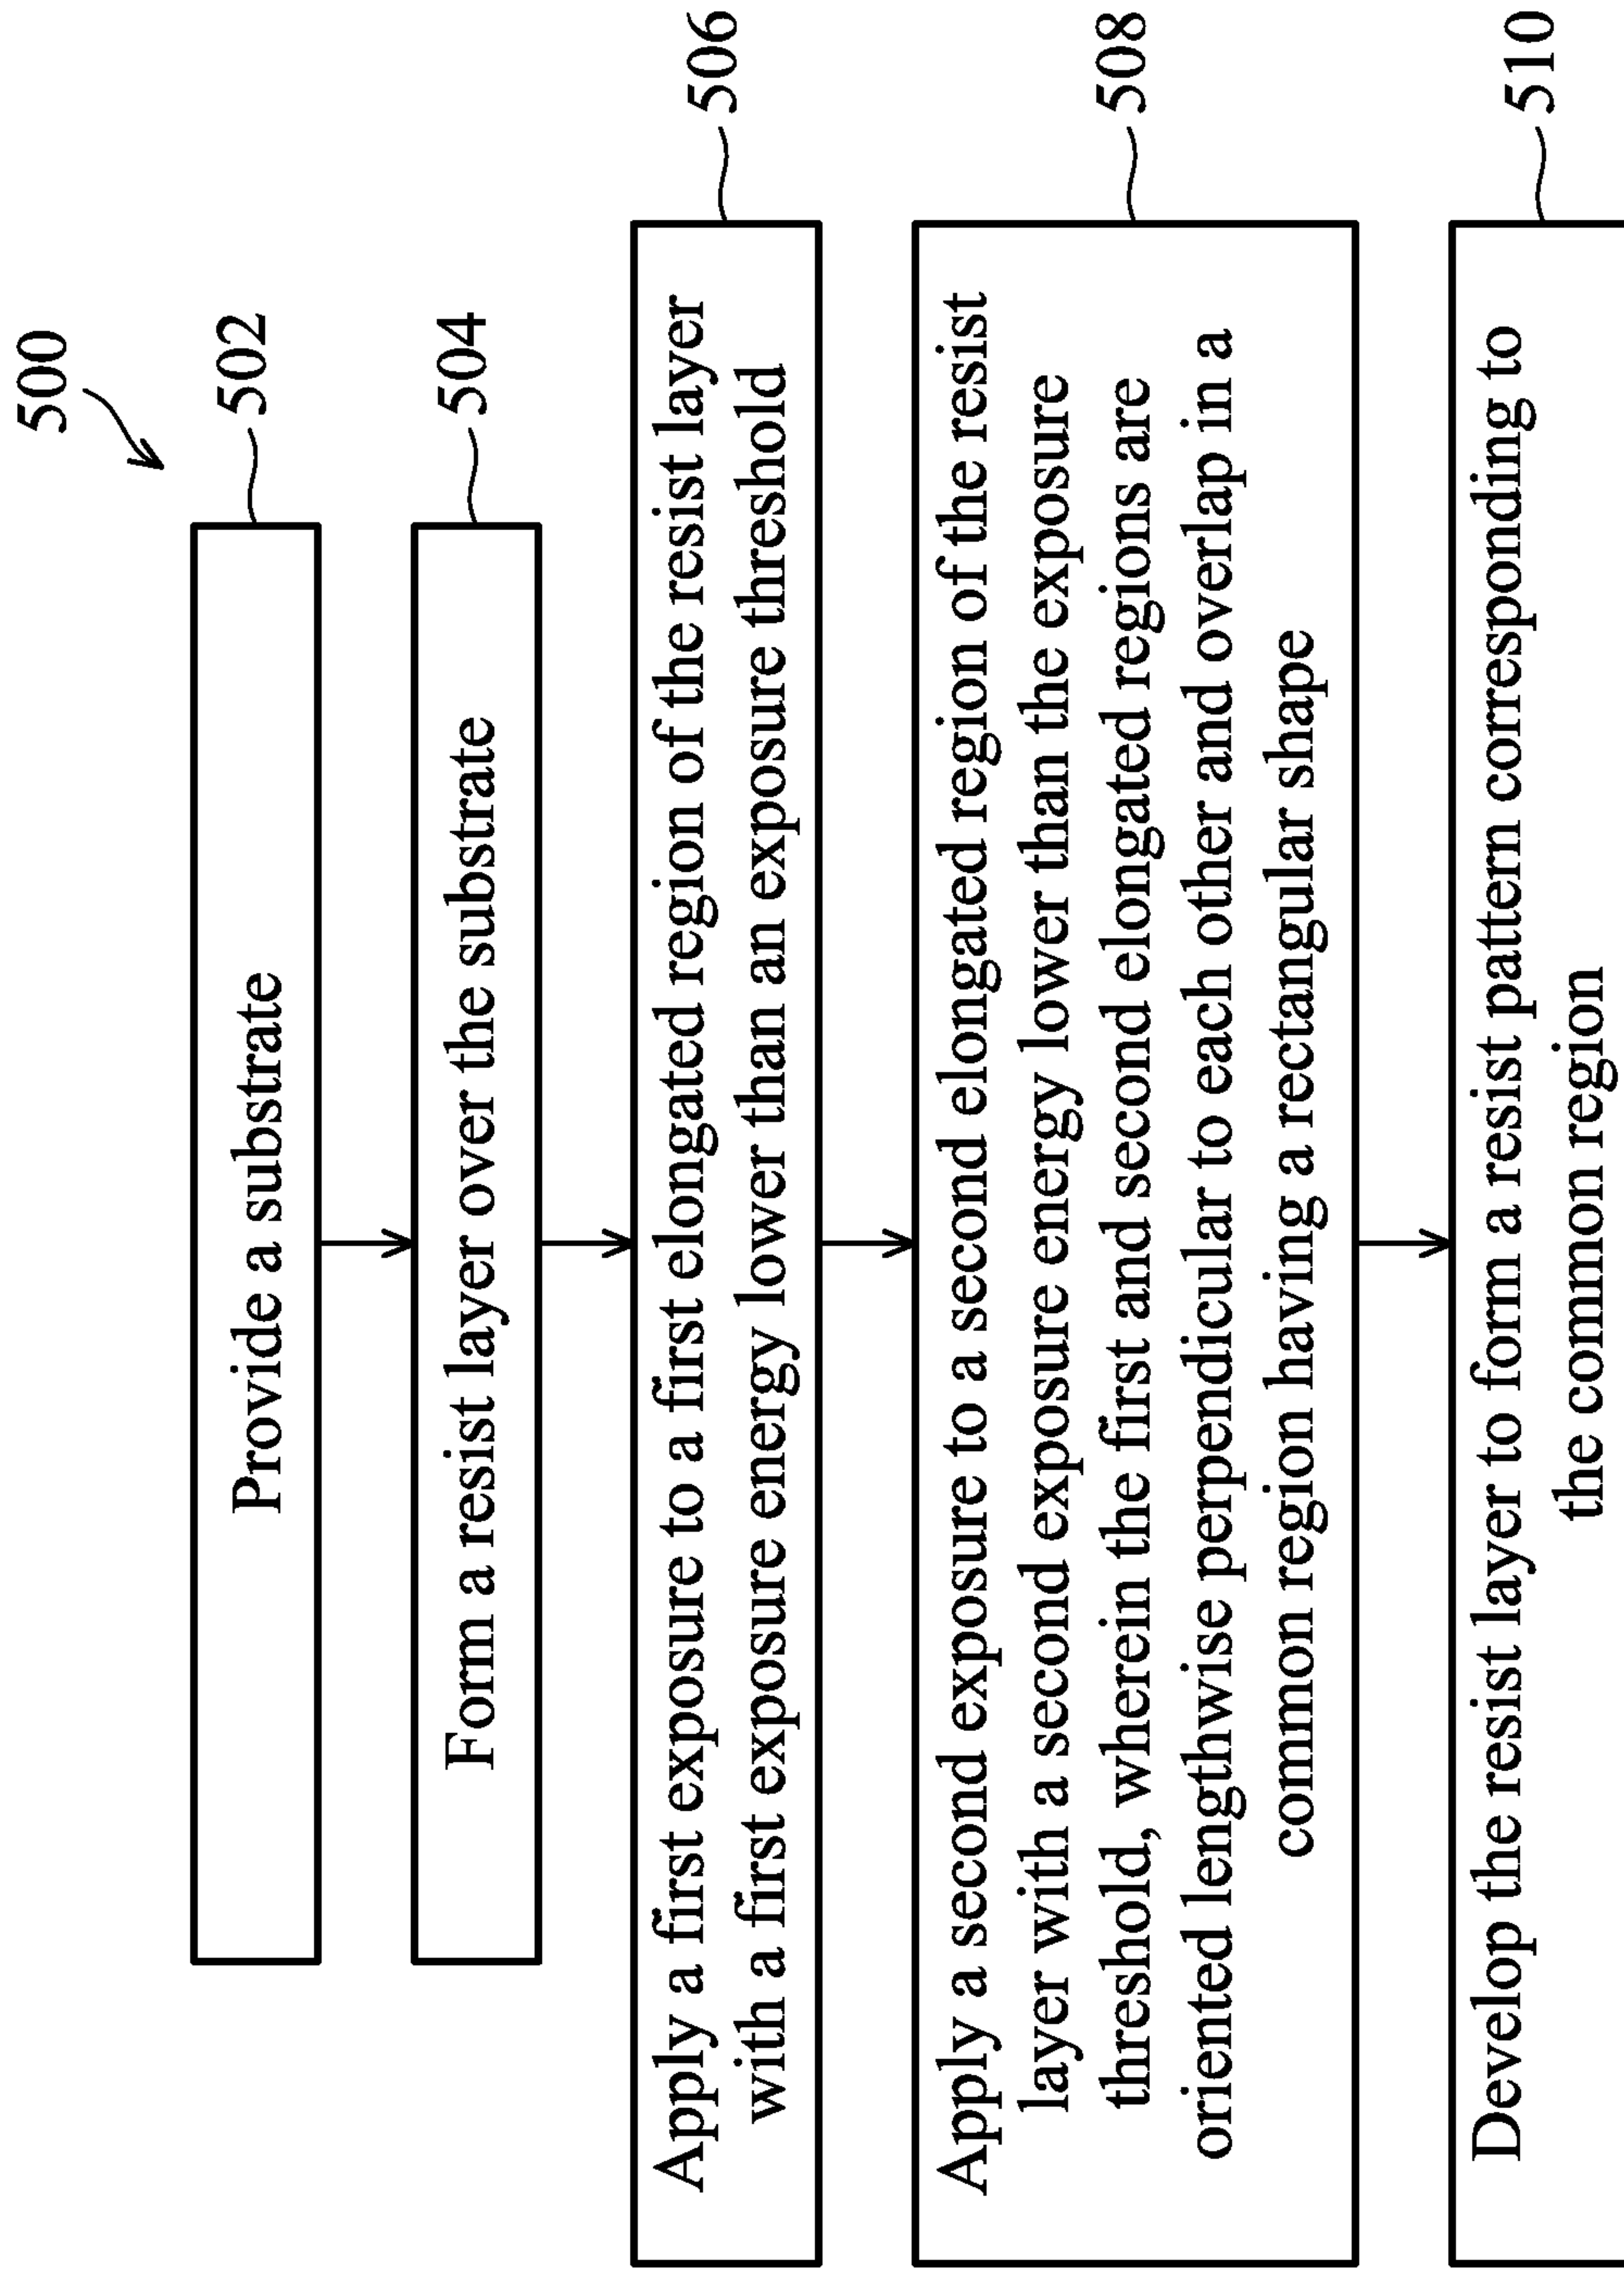 500
Provide a substrate
502
Form a resist layer over the substrate
504
Apply a first exposure to a first elongated region of the resist layer
with a first exposure energy lower than an exposure threshold
506
Apply a second exposure to a second elongated region of the resist
layer with a second exposure energy lower than the exposure
threshold, wherein the first and second elongated regions are
oriented lengthwise perpendicular to each other and overlap in a
common region having a rectangular shape
508
Develop the resist layer to form a resist pattern corresponding to
the common region
510